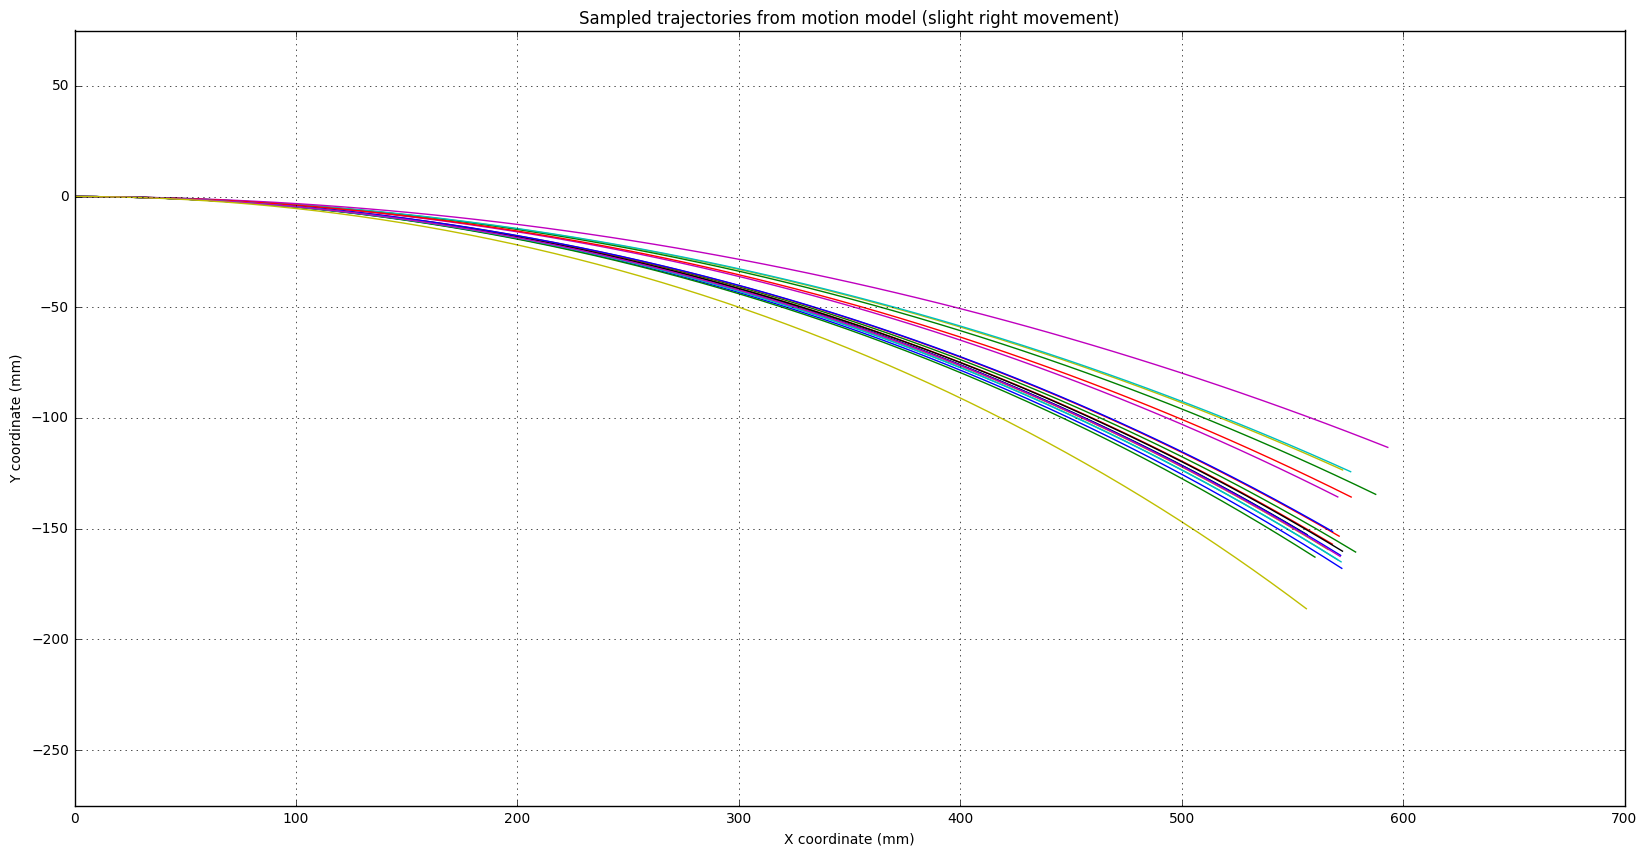 Sampled trajectories from motion model (slight right movement)
50
0
−50
−100
−150
−200
−250
Y coordinate (mm)
0 100 200 300 400 500 600 700
X coordinate (mm)